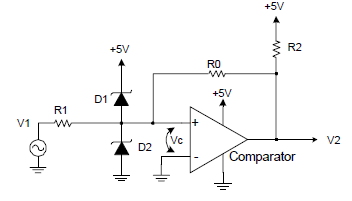 +5V
R2
+5V
R0
+5V
D1
R1
V1
+
Vc
D2
-
V2
Comparator